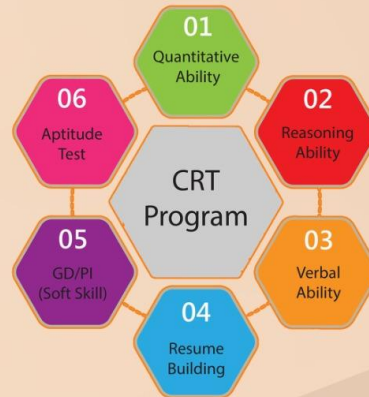 01
Quantitative
Ability
02
Reasoning
Ability
03
Verbal
Ability
04
Resume
Building
05
GD/PI
(Soft Skill)
06
Aptitude
Test
CRT
Program